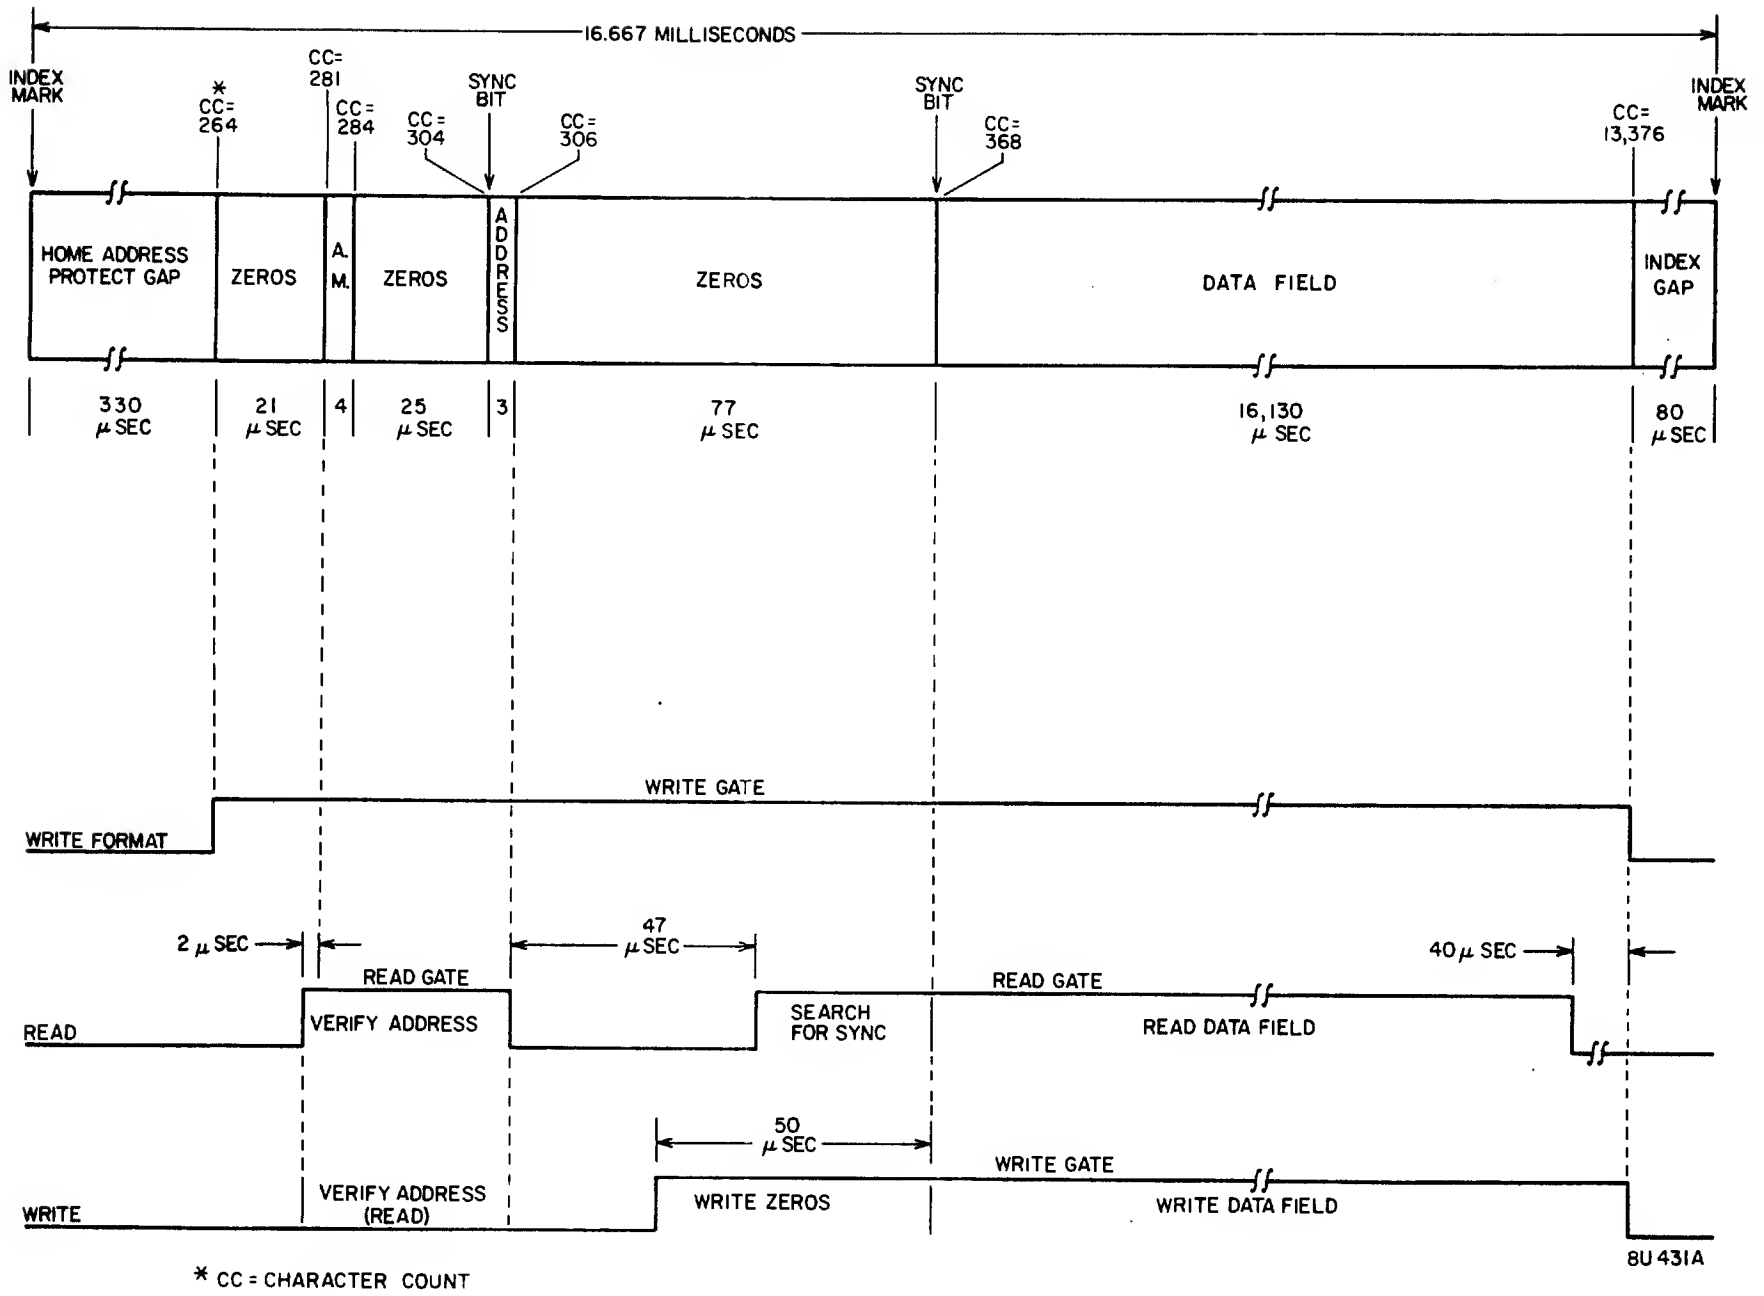 16.667 MILLISECONDS
INDEX
MARK
*
CC=
264
CC=
281
CC=
284
CC=
304
SYNC
BIT
CC=
306
SYNC
BIT
CC=
368
CC=
13,376
INDEX
MARK
HOME ADDRESS
PROTECT GAP
ZEROS
A.
M.
ZEROS
ADDRESS
ZEROS
DATA FIELD
INDEX
GAP
330
μ SEC
21
μ SEC
4
25
μ SEC
3
77
μ SEC
16,130
μ SEC
80
μ SEC
WRITE GATE
WRITE FORMAT
2 μ SEC
47
μ SEC
40 μ SEC
READ GATE
READ GATE
READ
VERIFY ADDRESS
SEARCH
FOR SYNC
READ DATA FIELD
50
μ SEC
WRITE GATE
WRITE
VERIFY ADDRESS
(READ)
WRITE ZEROS
WRITE DATA FIELD
8U 431A
* CC = CHARACTER COUNT